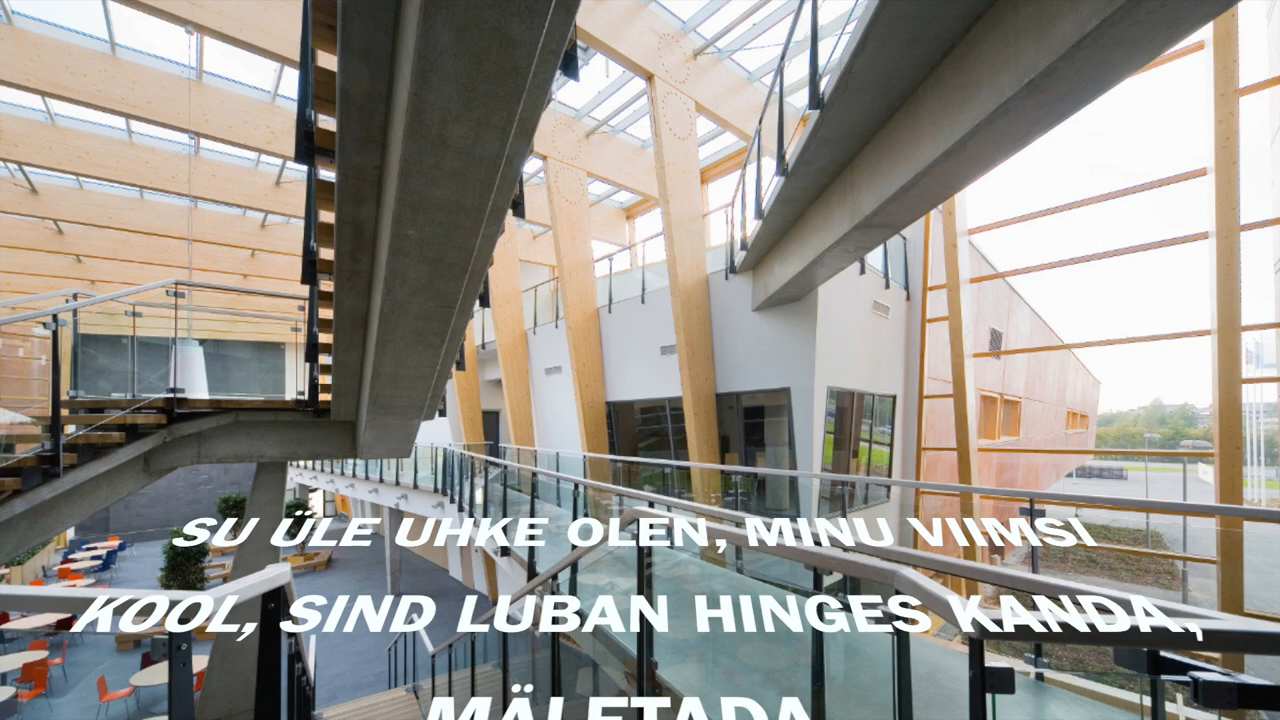 SU ÜLE UHKE OLEN, MINU VIIMSI
KOOL, SIND LUBAN HINGES KANDA,
MÄLETADA